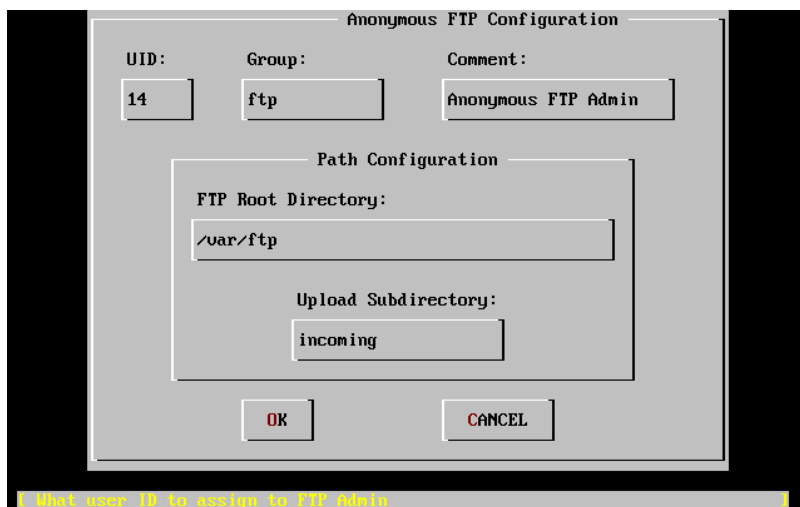 Anonymous FTP Configuration
UID: Group: Comment:
14 ftp Anonymous FTP Admin
Path Configuration
FTP Root Directory:
/var/ftp
Upload Subdirectory:
incoming
OK CANCEL
[ What user ID to assign to FTP Admin ]